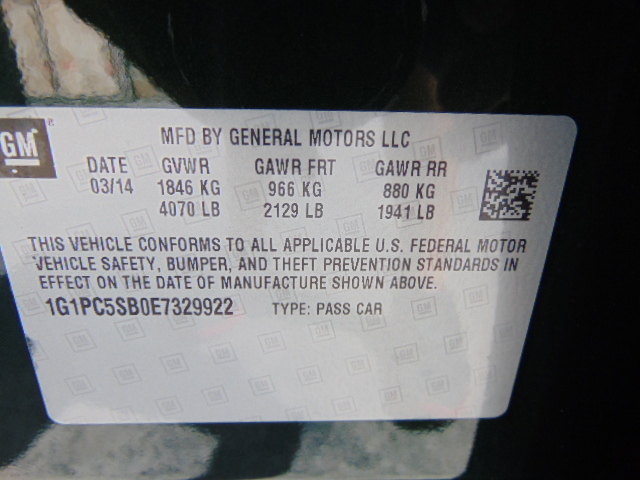 GM ®
MFD BY GENERAL MOTORS LLC
DATE GVWR GAWR FRT GAWR RR
03/14 1846 KG 966 KG 880 KG
4070 LB 2129 LB 1941 LB
THIS VEHICLE CONFORMS TO ALL APPLICABLE U.S. FEDERAL MOTOR
VEHICLE SAFETY, BUMPER, AND THEFT PREVENTION STANDARDS IN
EFFECT ON THE DATE OF MANUFACTURE SHOWN ABOVE.
1G1PC5SB0E7329922 TYPE: PASS CAR